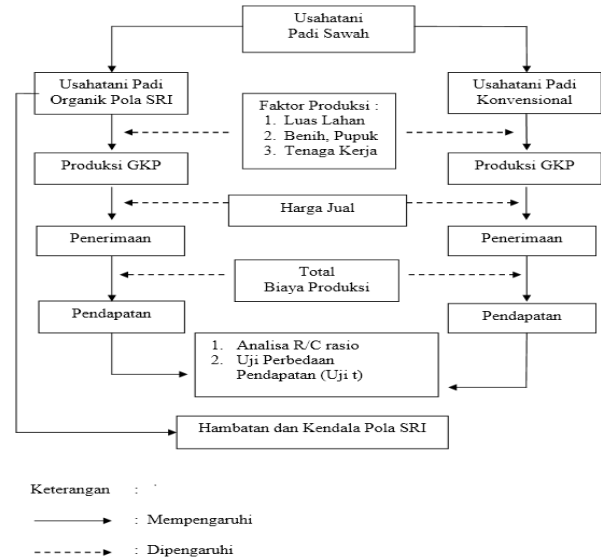 Usahatani
Padi Sawah
Usahatani Padi
Organik Pola SRI
Usahatani Padi
Konvensional
Faktor Produksi :
1. Luas Lahan
2. Benih, Pupuk
3. Tenaga Kerja
Produksi GKP
Produksi GKP
Harga Jual
Penerimaan
Penerimaan
Total
Biaya Produksi
Pendapatan
Pendapatan
1. Analisa R/C rasio
2. Uji Perbedaan
Pendapatan (Uji t)
Hambatan dan Kendala Pola SRI
Keterangan :
: Mempengaruhi
: Dipengaruhi